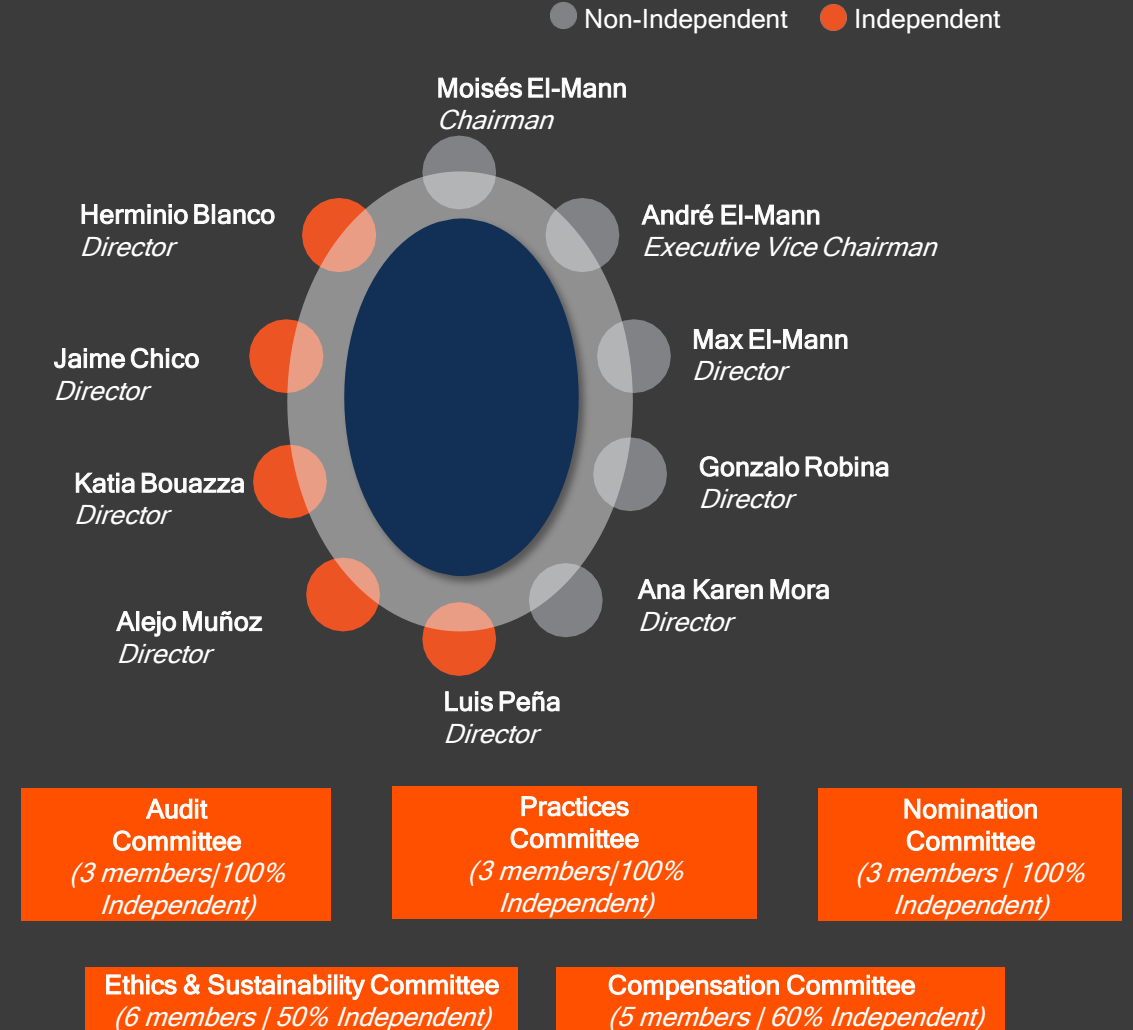 Non-Independent
Independent
Moisés El-Mann
Chairman
Herminio Blanco
Director
André El-Mann
Executive Vice Chairman
Jaime Chico
Director
Max El-Mann
Director
Katia Bouazza
Director
Gonzalo Robina
Director
Alejo Muñoz
Director
Ana Karen Mora
Director
Luis Peña
Director
Audit
Committee
(3 members|100%
Independent)
Practices
Committee
(3 members|100%
Independent)
Nomination
Committee
(3 members | 100%
Independent)
Ethics & Sustainability Committee
(6 members | 50% Independent)
Compensation Committee
(5 members | 60% Independent)